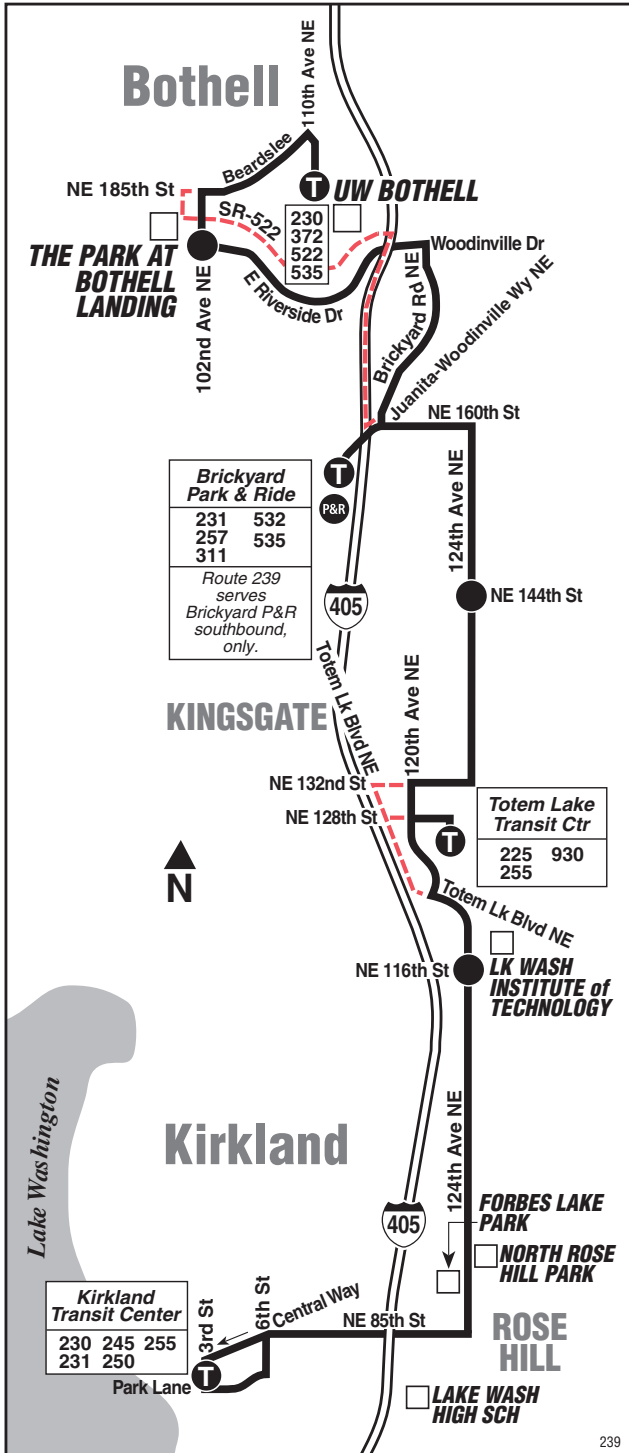 Bothell
110th Ave NE
Beardslee
NE 185th St
SR-522
T
UW BOTHELL
230
372
522
535
THE PARK AT
BOTHELL
LANDING
102nd Ave NE
E Riverside Dr
Woodinville Dr
Brickyard Rd NE
Juanita-Woodinville Wy NE
NE 160th St
T
P&R
Brickyard
Park & Ride
231 532
257 535
311
Route 239
serves
Brickyard P&R
southbound,
only.
405
124th Ave NE
NE 144th St
Totem Lk Blvd NE
120th Ave NE
KINGSGATE
NE 132nd St
NE 128th St
T
Totem Lake
Transit Ctr
225 930
255
N
Totem Lk Blvd NE
NE 116th St
LK WASH
INSTITUTE of
TECHNOLOGY
Lake Washington
Kirkland
124th Ave NE
405
FORBES LAKE
PARK
NORTH ROSE
HILL PARK
Kirkland
Transit Center
230 245 255
231 250
3rd St
6th St
Central Way
NE 85th St
ROSE
HILL
Park Lane
T
LAKE WASH
HIGH SCH
239